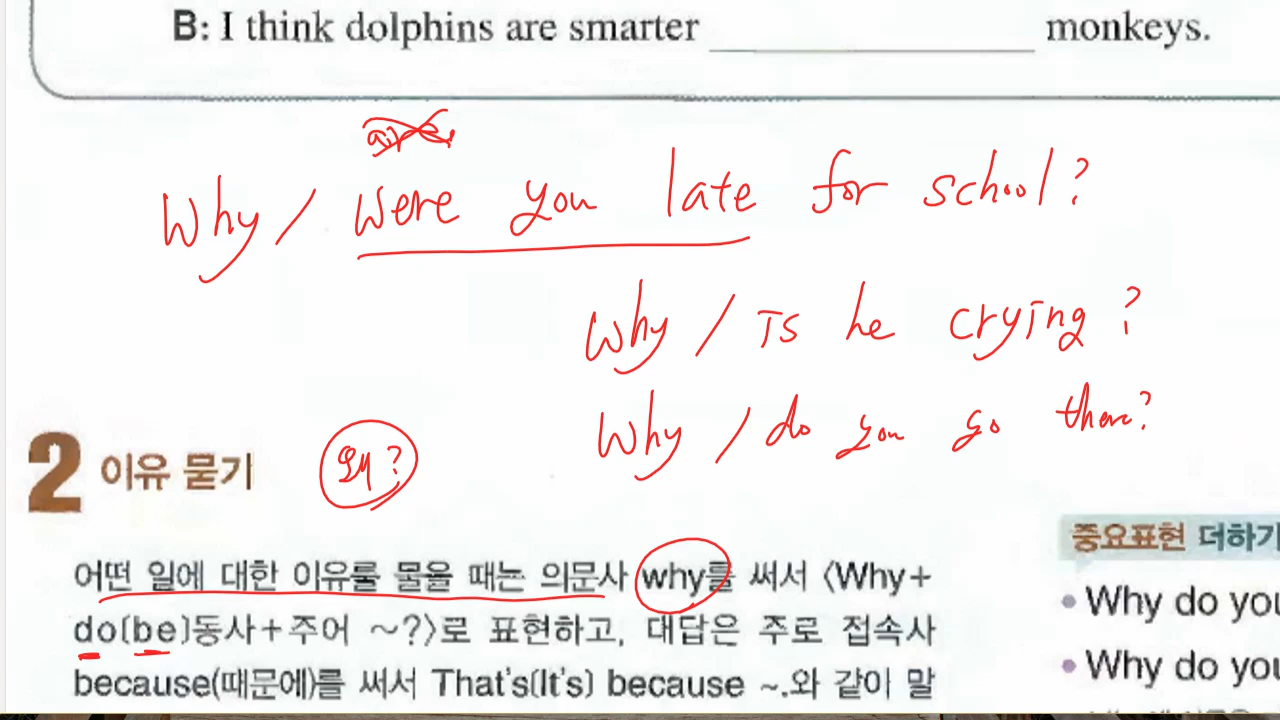 B: I think dolphins are smarter __________ monkeys.
are
Why / were you late for school?
Why / Is he crying?
Why / do you go there?
2 이유 묻기 왜?
어떤 일에 대한 이유를 물을 때는 의문사 why를 써서 〈Why+
do(be)동사+주어 ~?〉로 표현하고, 대답은 주로 접속사
because(때문에)를 써서 That's(It's) because ~.와 같이 말
중요표현 더하기
• Why do you
• Why do you